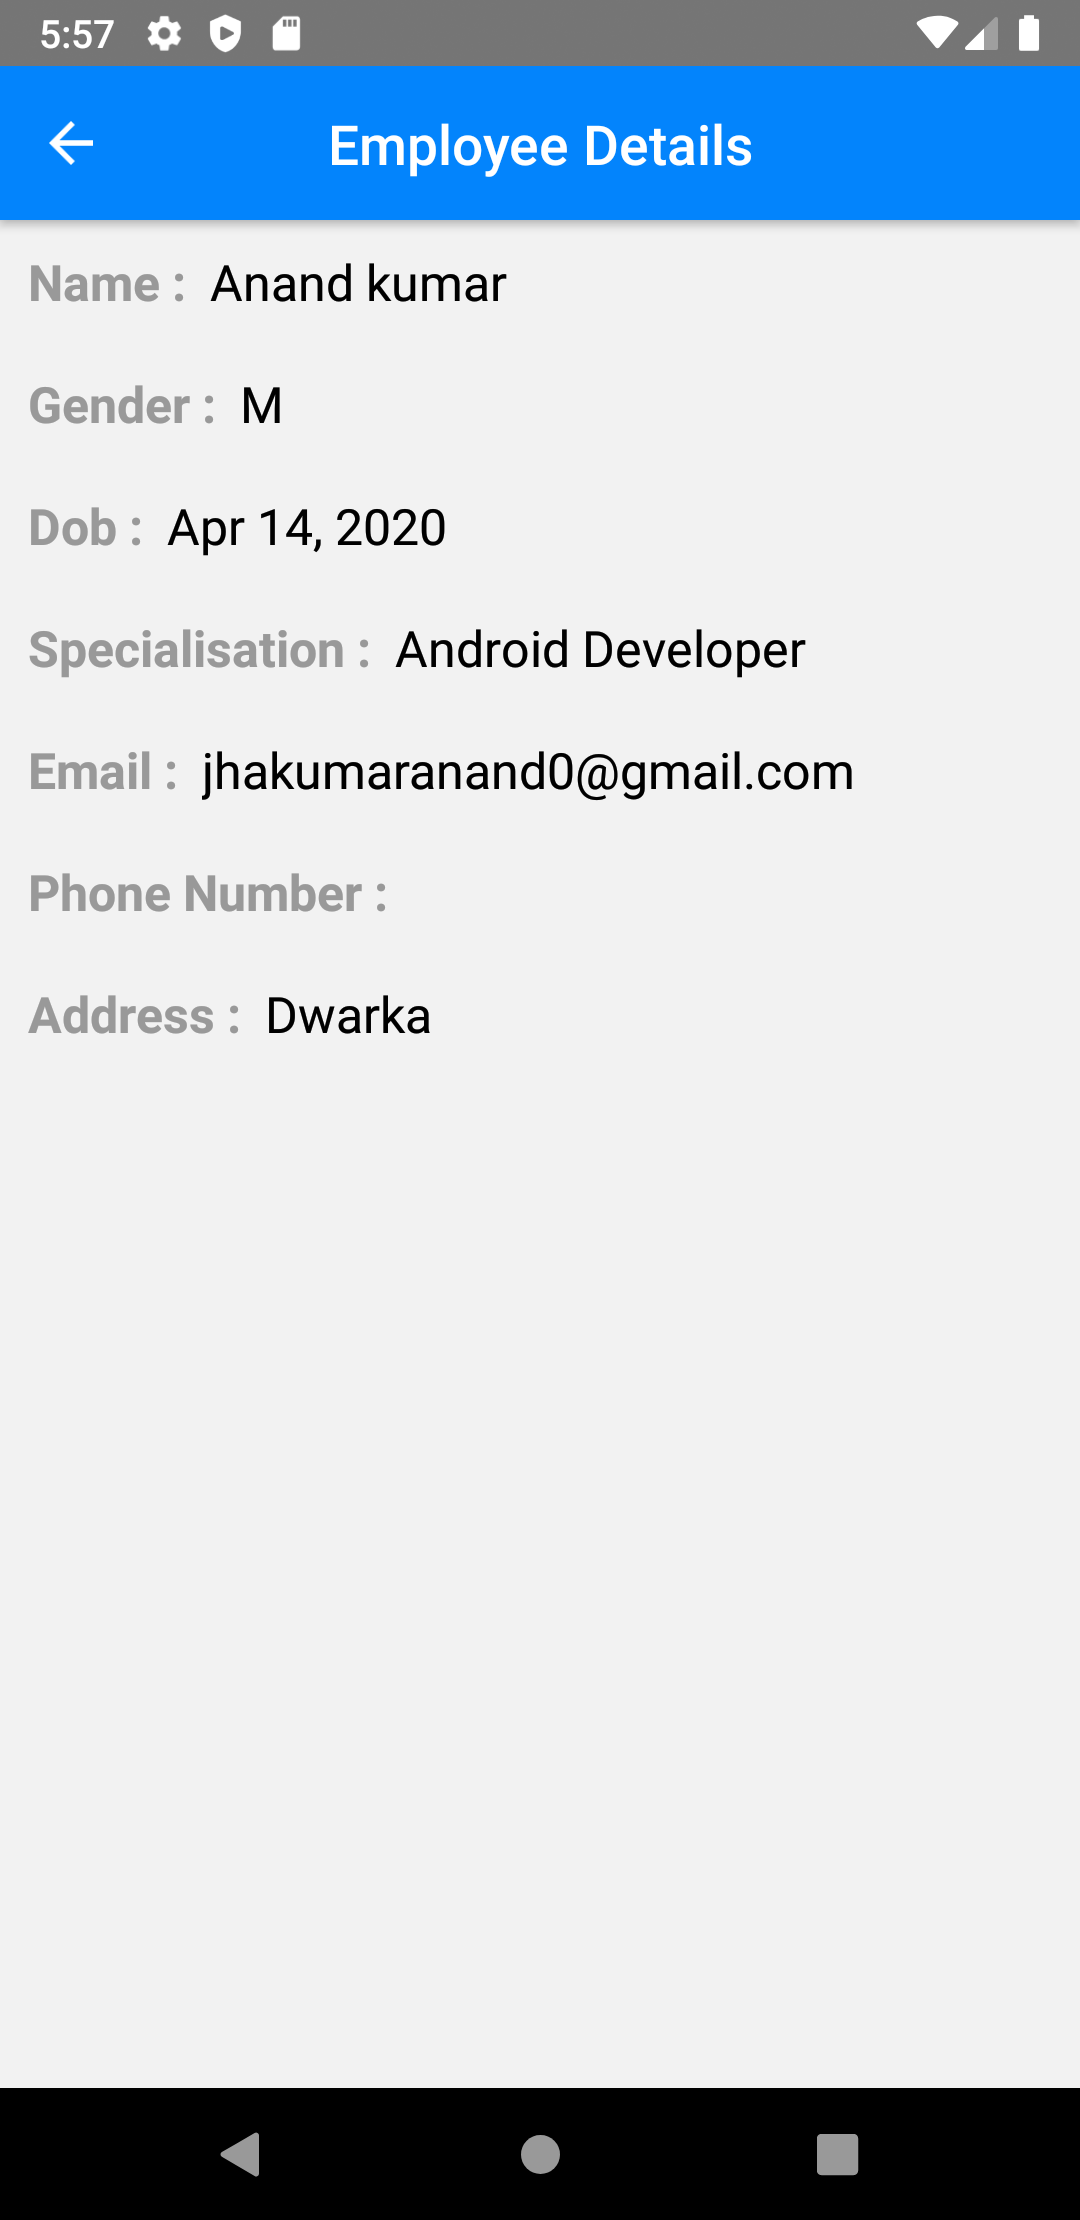 5:57
Employee Details
Name : Anand kumar
Gender : M
Dob : Apr 14, 2020
Specialisation : Android Developer
Email : jhakumaranand0@gmail.com
Phone Number :
Address : Dwarka